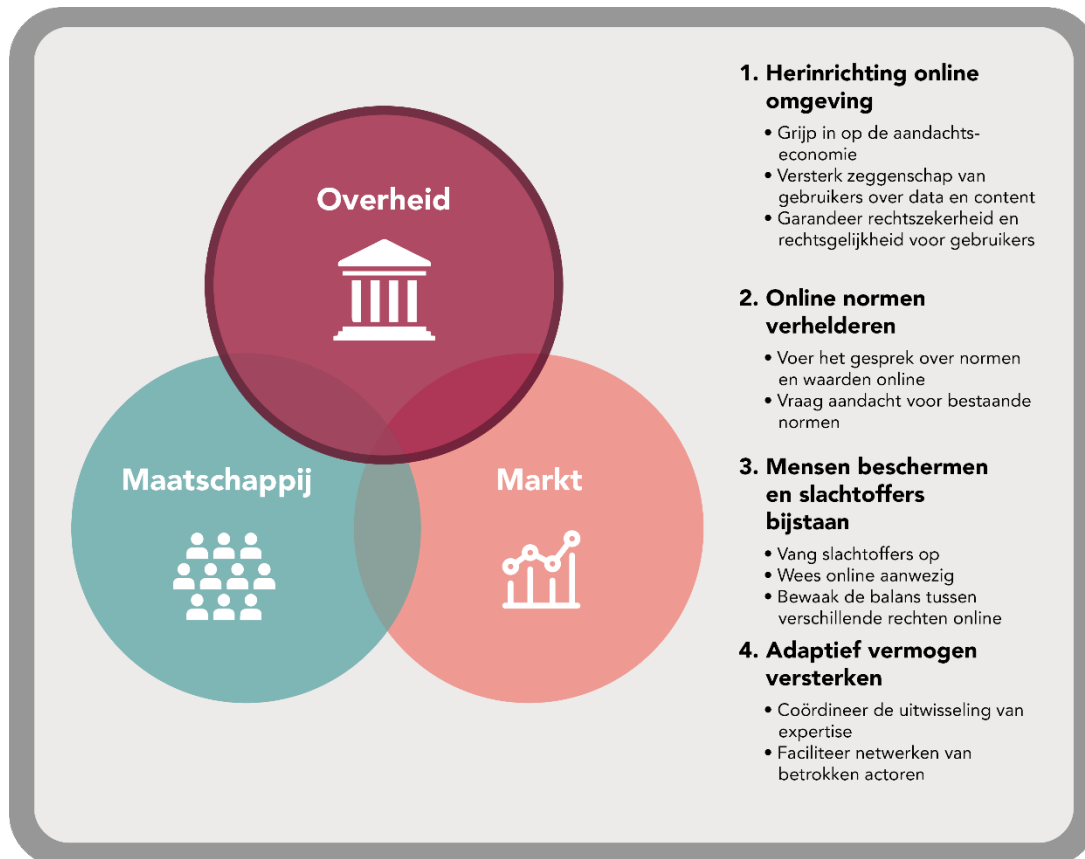 Overheid
Maatschappij
Markt
1. Herinrichting online
omgeving
• Grijp in op de aandachts-
economie
• Versterk zeggenschap van
gebruikers over data en content
• Garandeer rechtszekerheid en
rechtsgelijkheid voor gebruikers
2. Online normen
verhelderen
• Voer het gesprek over normen
en waarden online
• Vraag aandacht voor bestaande
normen
3. Mensen beschermen
en slachtoffers
bijstaan
• Vang slachtoffers op
• Wees online aanwezig
• Bewaak de balans tussen
verschillende rechten online
4. Adaptief vermogen
versterken
• Coördineer de uitwisseling van
expertise
• Faciliteer netwerken van
betrokken actoren